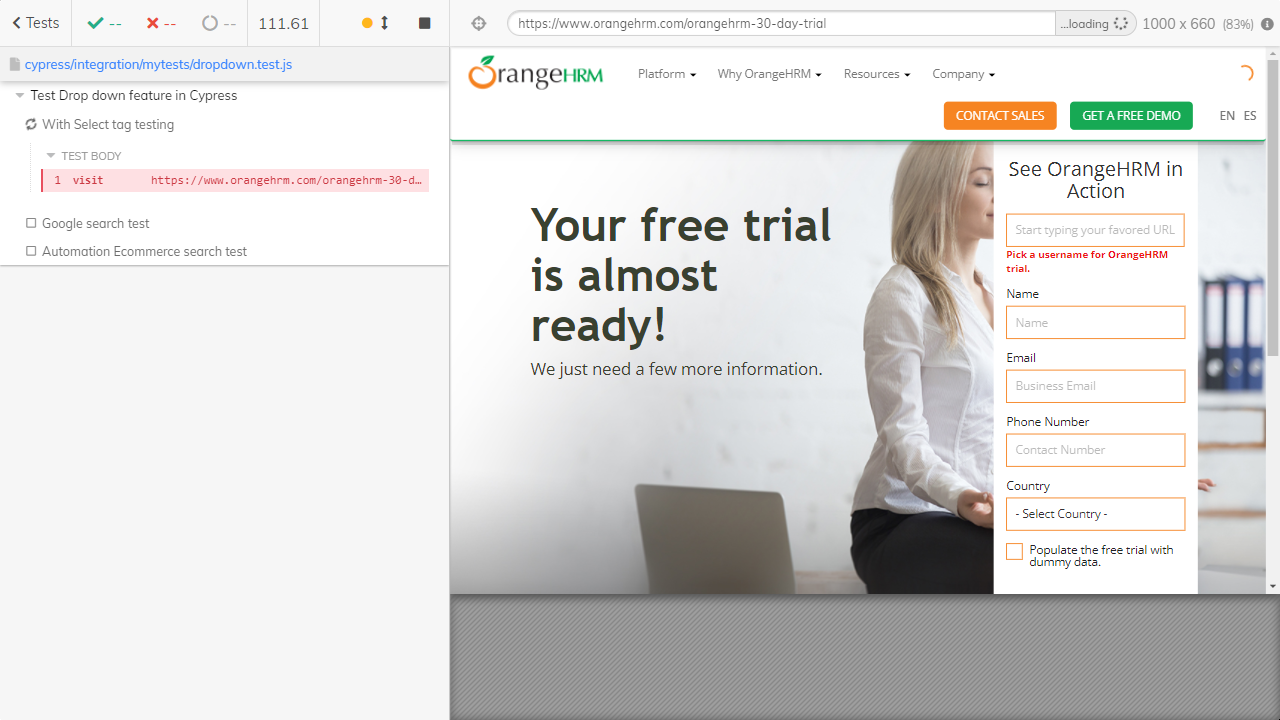 Tests
--
--
--
111.61
https://www.orangehrm.com/orangehrm-30-day-trial
...loading
1000 x 660 (83%)
cypress/integration/mytests/dropdown.test.js
Test Drop down feature in Cypress
With Select tag testing
TEST BODY
1 visit https://www.orangehrm.com/orangehrm-30-d...
Google search test
Automation Ecommerce search test
OrangeHRM
Platform
Why OrangeHRM
Resources
Company
CONTACT SALES
GET A FREE DEMO
EN ES
Your free trial
is almost
ready!
We just need a few more information.
See OrangeHRM in
Action
Start typing your favored URL
Pick a username for OrangeHRM
trial.
Name
Name
Email
Business Email
Phone Number
Contact Number
Country
- Select Country -
Populate the free trial with
dummy data.